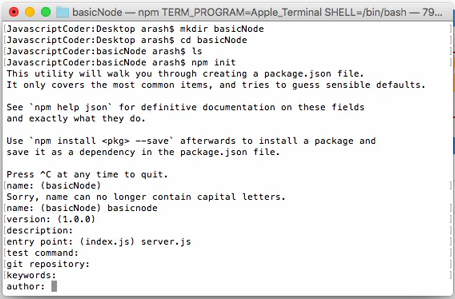 basicNode — npm TERM_PROGRAM=Apple_Terminal SHELL=/bin/bash — 79...
[JavascriptCoder:Desktop arash$ mkdir basicNode
[JavascriptCoder:Desktop arash$ cd basicNode
[JavascriptCoder:basicNode arash$ ls
[JavascriptCoder:basicNode arash$ npm init
This utility will walk you through creating a package.json file.
It only covers the most common items, and tries to guess sensible defaults.
See `npm help json` for definitive documentation on these fields
and exactly what they do.
Use `npm install <pkg> --save` afterwards to install a package and
save it as a dependency in the package.json file.
Press ^C at any time to quit.
[name: (basicNode)
Sorry, name can no longer contain capital letters.
[name: (basicNode) basicnode
[version: (1.0.0)
[description:
[entry point: (index.js) server.js
[test command:
[git repository:
[keywords:
author: